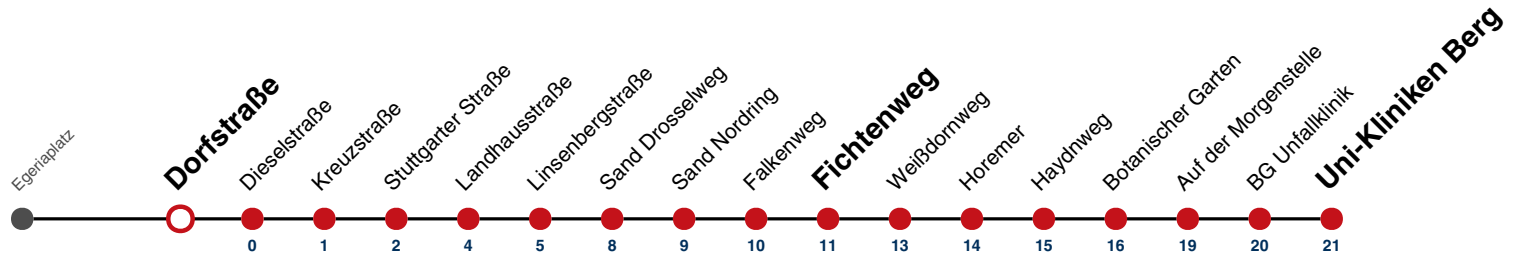 Egeriaplatz
Dorfstraße
Dieselstraße
Kreuzstraße
Stuttgarter Straße
Landhausstraße
Linsenbergstraße
Sand Drosselweg
Sand Nordring
Falkenweg
Fichtenweg
Weißdornweg
Horemer
Haydnweg
Botanischer Garten
Auf der Morgenstelle
BG Unfallklinik
Uni-Kliniken Berg
0 1 2 4 5 8 9 10 11 13 14 15 16 19 20 21